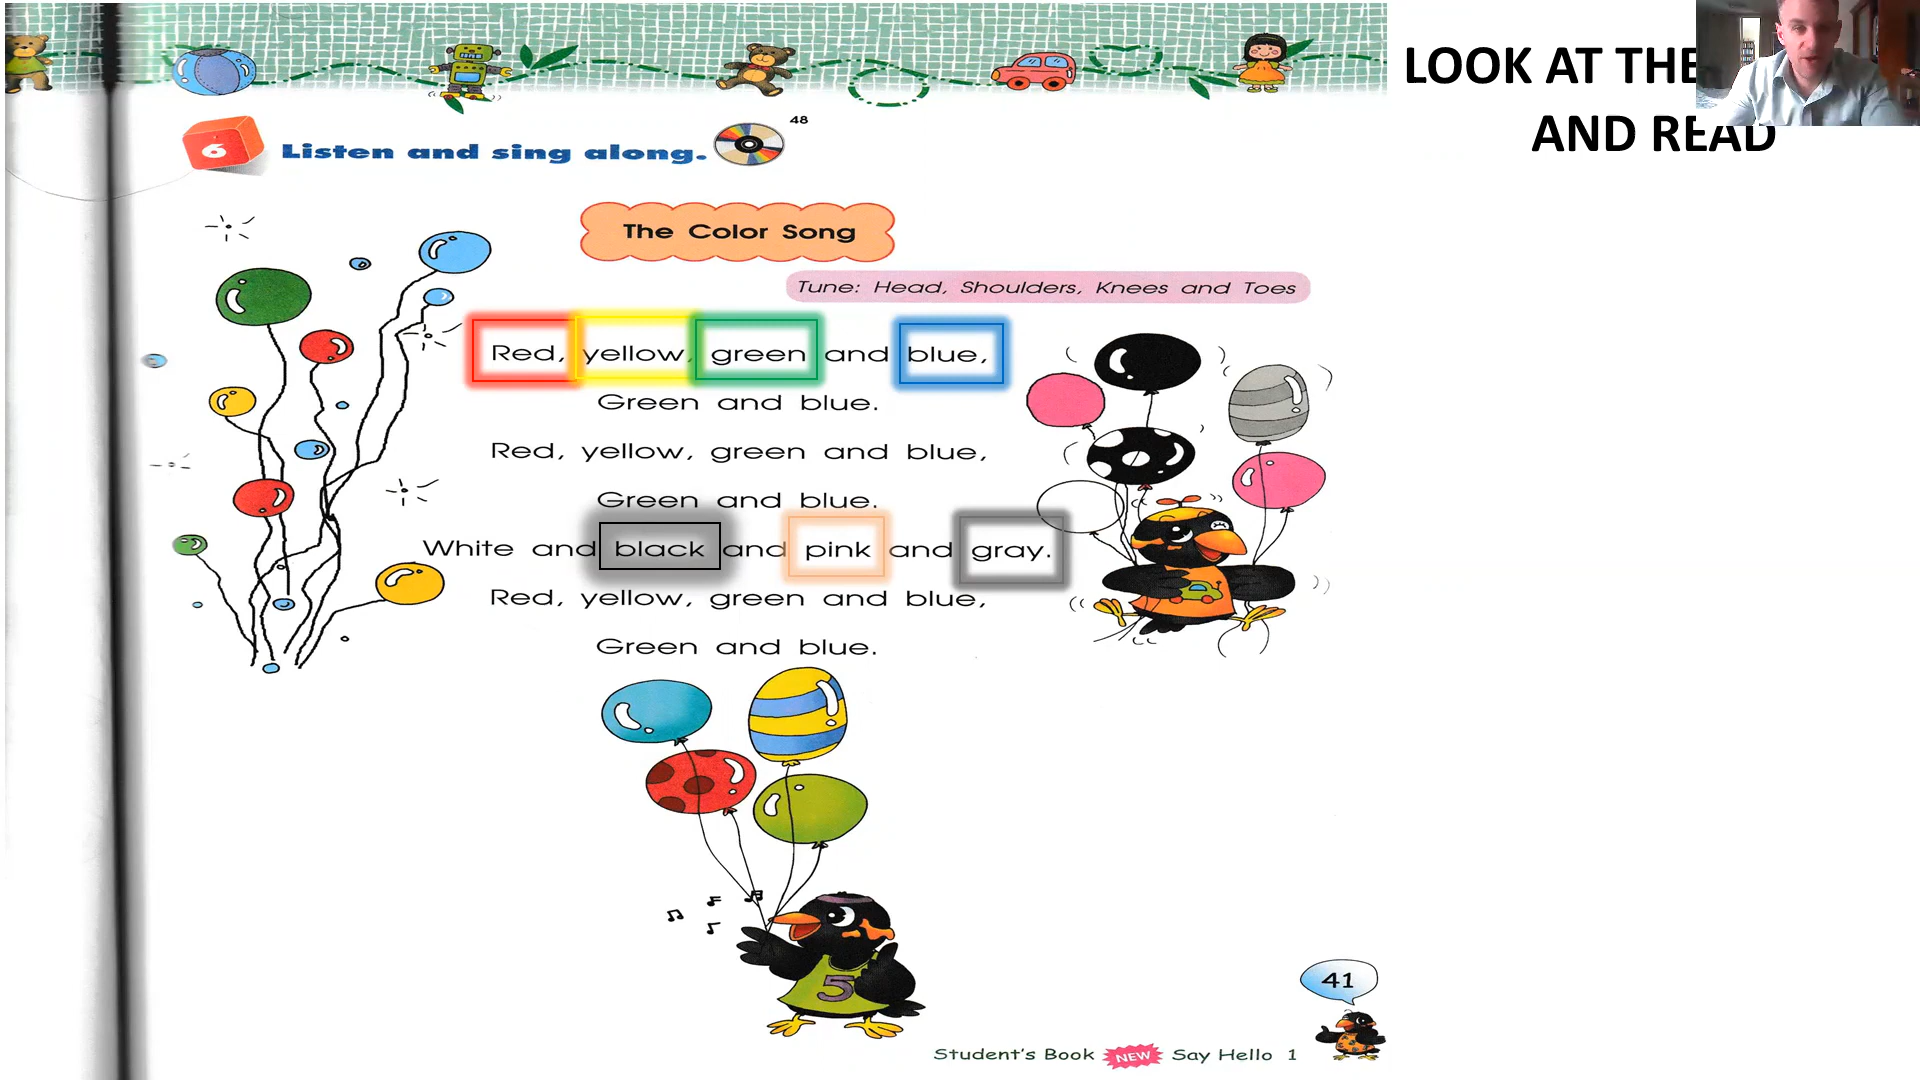 LOOK AT THE
AND READ
48
6 Listen and sing along.
The Color Song
Tune: Head, Shoulders, Knees and Toes
Red, yellow, green and blue,
Green and blue.
Red, yellow, green and blue,
Green and blue.
White and black and pink and gray.
Red, yellow, green and blue,
Green and blue.
5
41
Student's Book NEW Say Hello 1